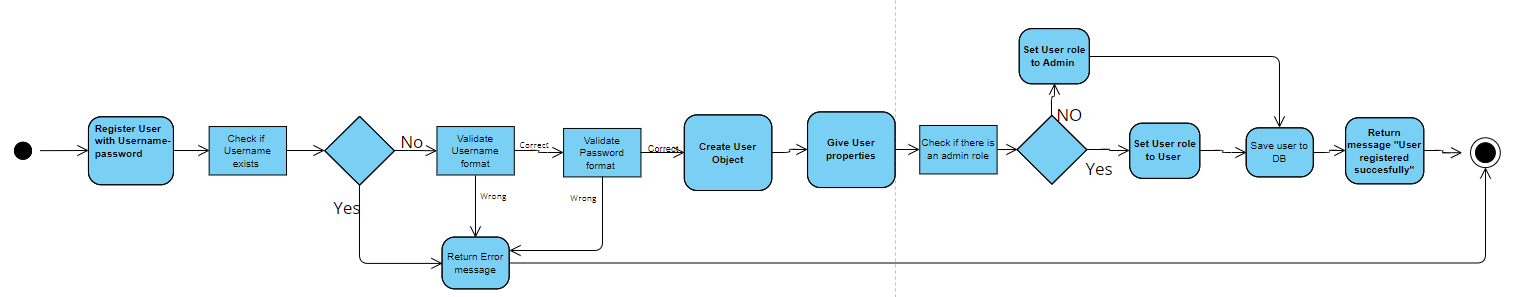 Register User
with Username-
password
Check if
Username
exists
Yes
No
Validate
Username
format
Correct
Wrong
Validate
Password
format
Correct
Wrong
Return Error
message
Create User
Object
Give User
properties
Check if there is
an admin role
NO
Yes
Set User role
to Admin
Set User role
to User
Save user to
DB
Return
message "User
registered
succesfully"